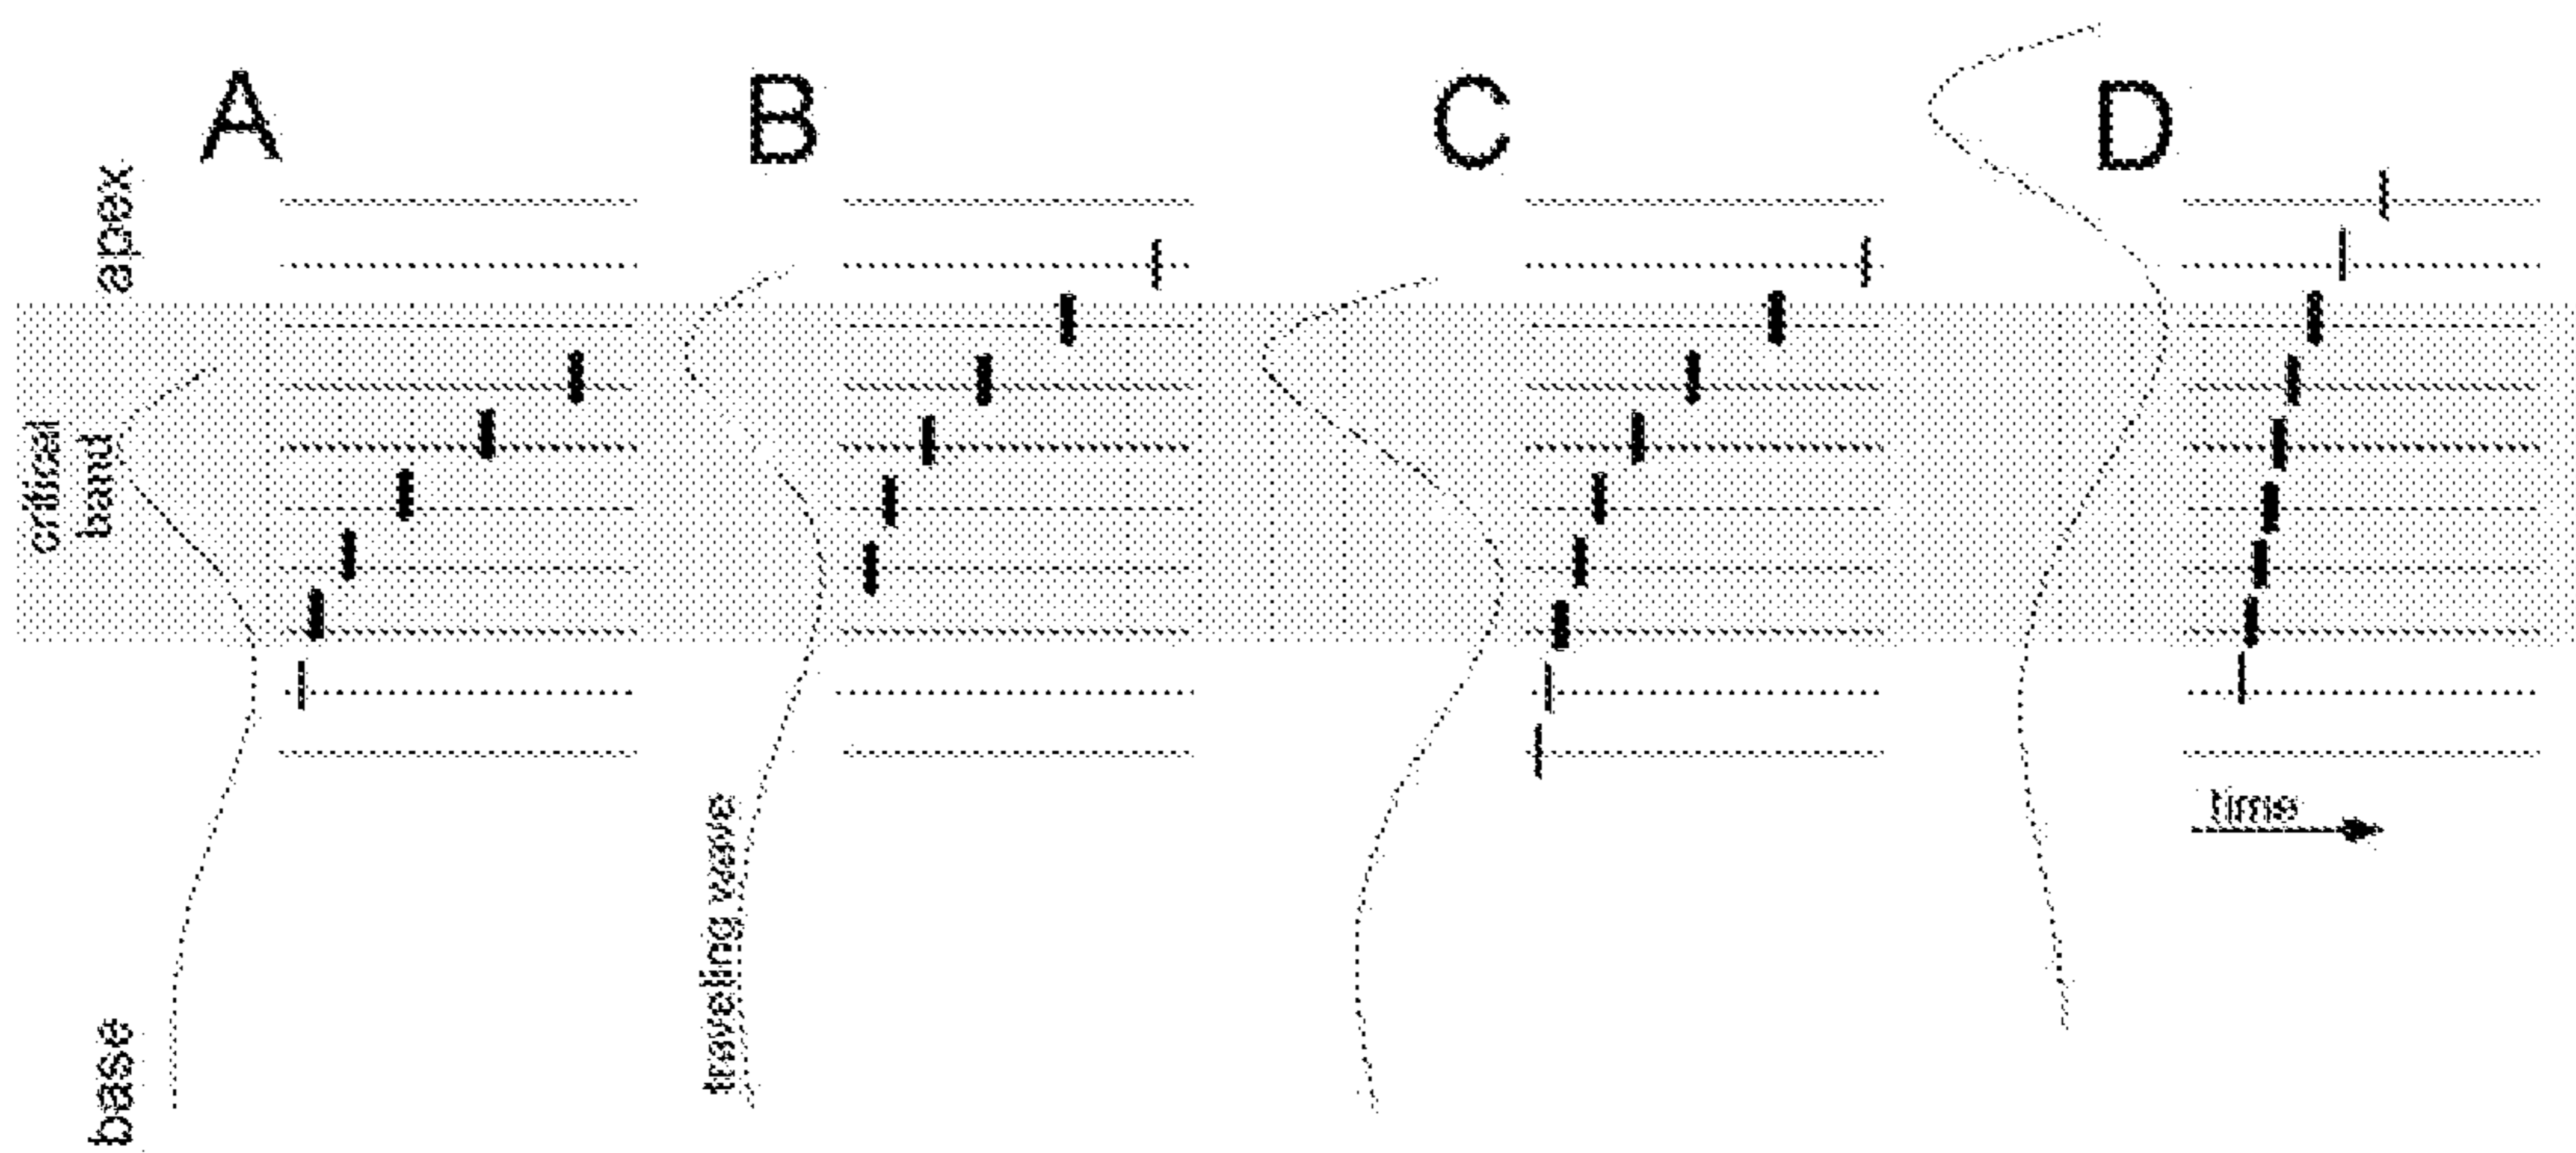 A
B
C
D
apex
critical
band
base
traveling wave
time